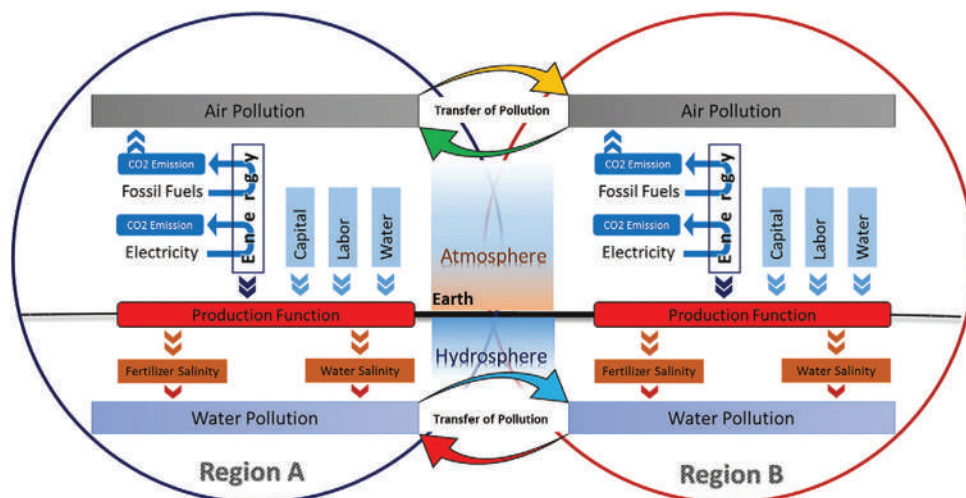 Air Pollution
Transfer of Pollution
Air Pollution
CO2 Emission
Fossil Fuels
CO2 Emission
Electricity
Energy
Capital
Labor
Water
Atmosphere
CO2 Emission
Fossil Fuels
CO2 Emission
Electricity
Energy
Capital
Labor
Water
Earth
Production Function
Production Function
Hydrosphere
Fertilizer Salinity
Water Salinity
Fertilizer Salinity
Water Salinity
Water Pollution
Transfer of Pollution
Water Pollution
Region A
Region B